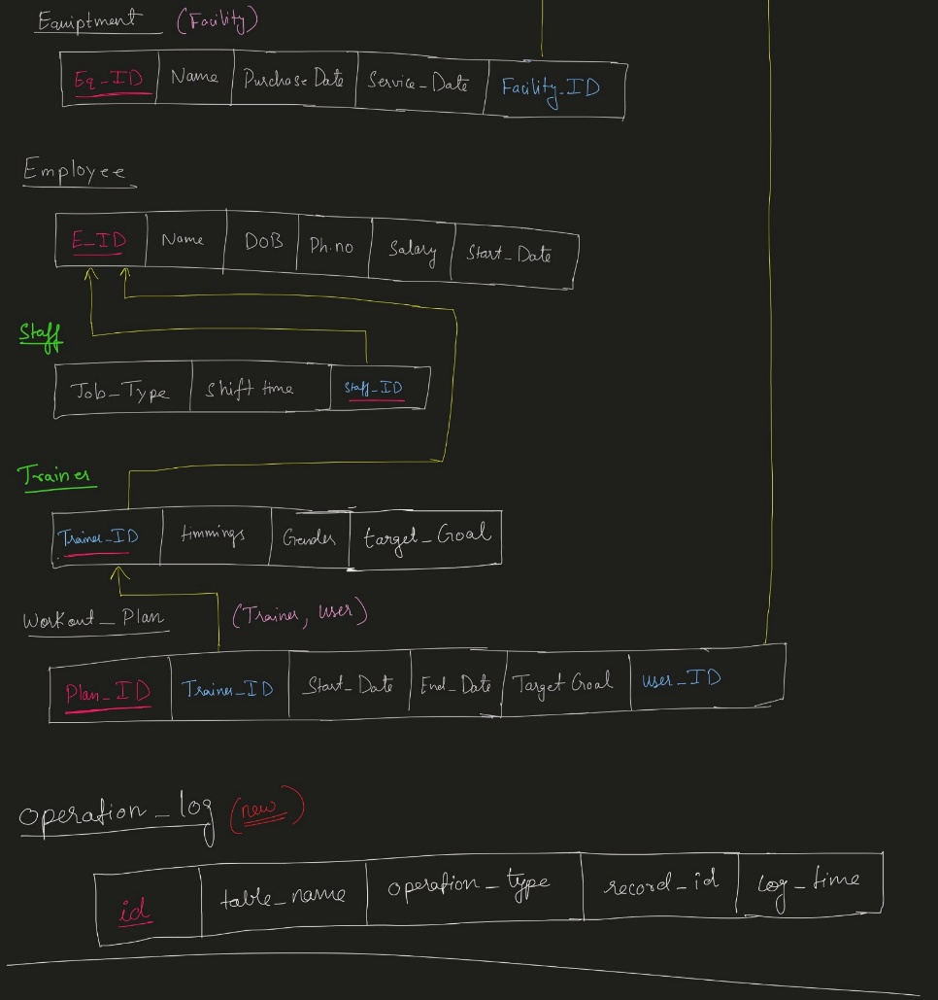 Equiptment (Facility)
Eq_ID Name Purchase Date Service_Date Facility_ID
Employee
E_ID Name DOB Ph.no Salary Start_Date
Staff
Job_Type Shift time Staff_ID
Trainer
Trainer_ID timmings Gender target_Goal
Workout_Plan (Trainer, User)
Plan_ID Trainer_ID Start_Date End_Date Target Goal user_ID
operation_log (new)
id table_name operation_type record_id log_time